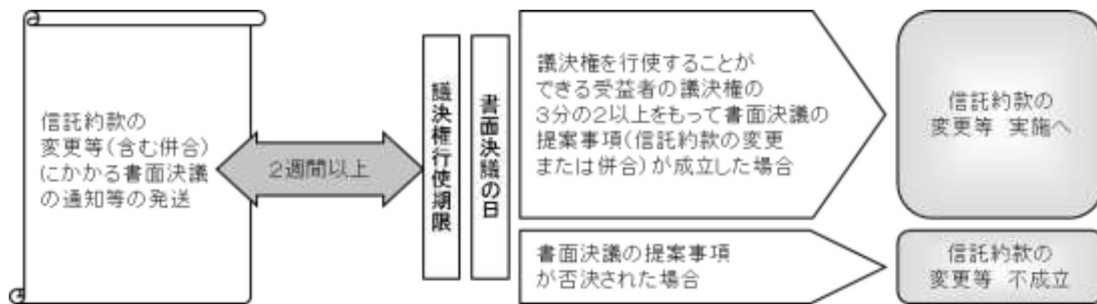 信託約款の
変更等(含む併合)
にかかる書面決議
の通知等の発送
2週間以上
議決権行使期限
書面決議の日
議決権を行使することが
できる受益者の議決権の
3分の2以上をもって書面決議の
提案事項(信託約款の変更
または併合)が成立した場合
信託約款の
変更等 実施へ
書面決議の提案事項
が否決された場合
信託約款の
変更等 不成立